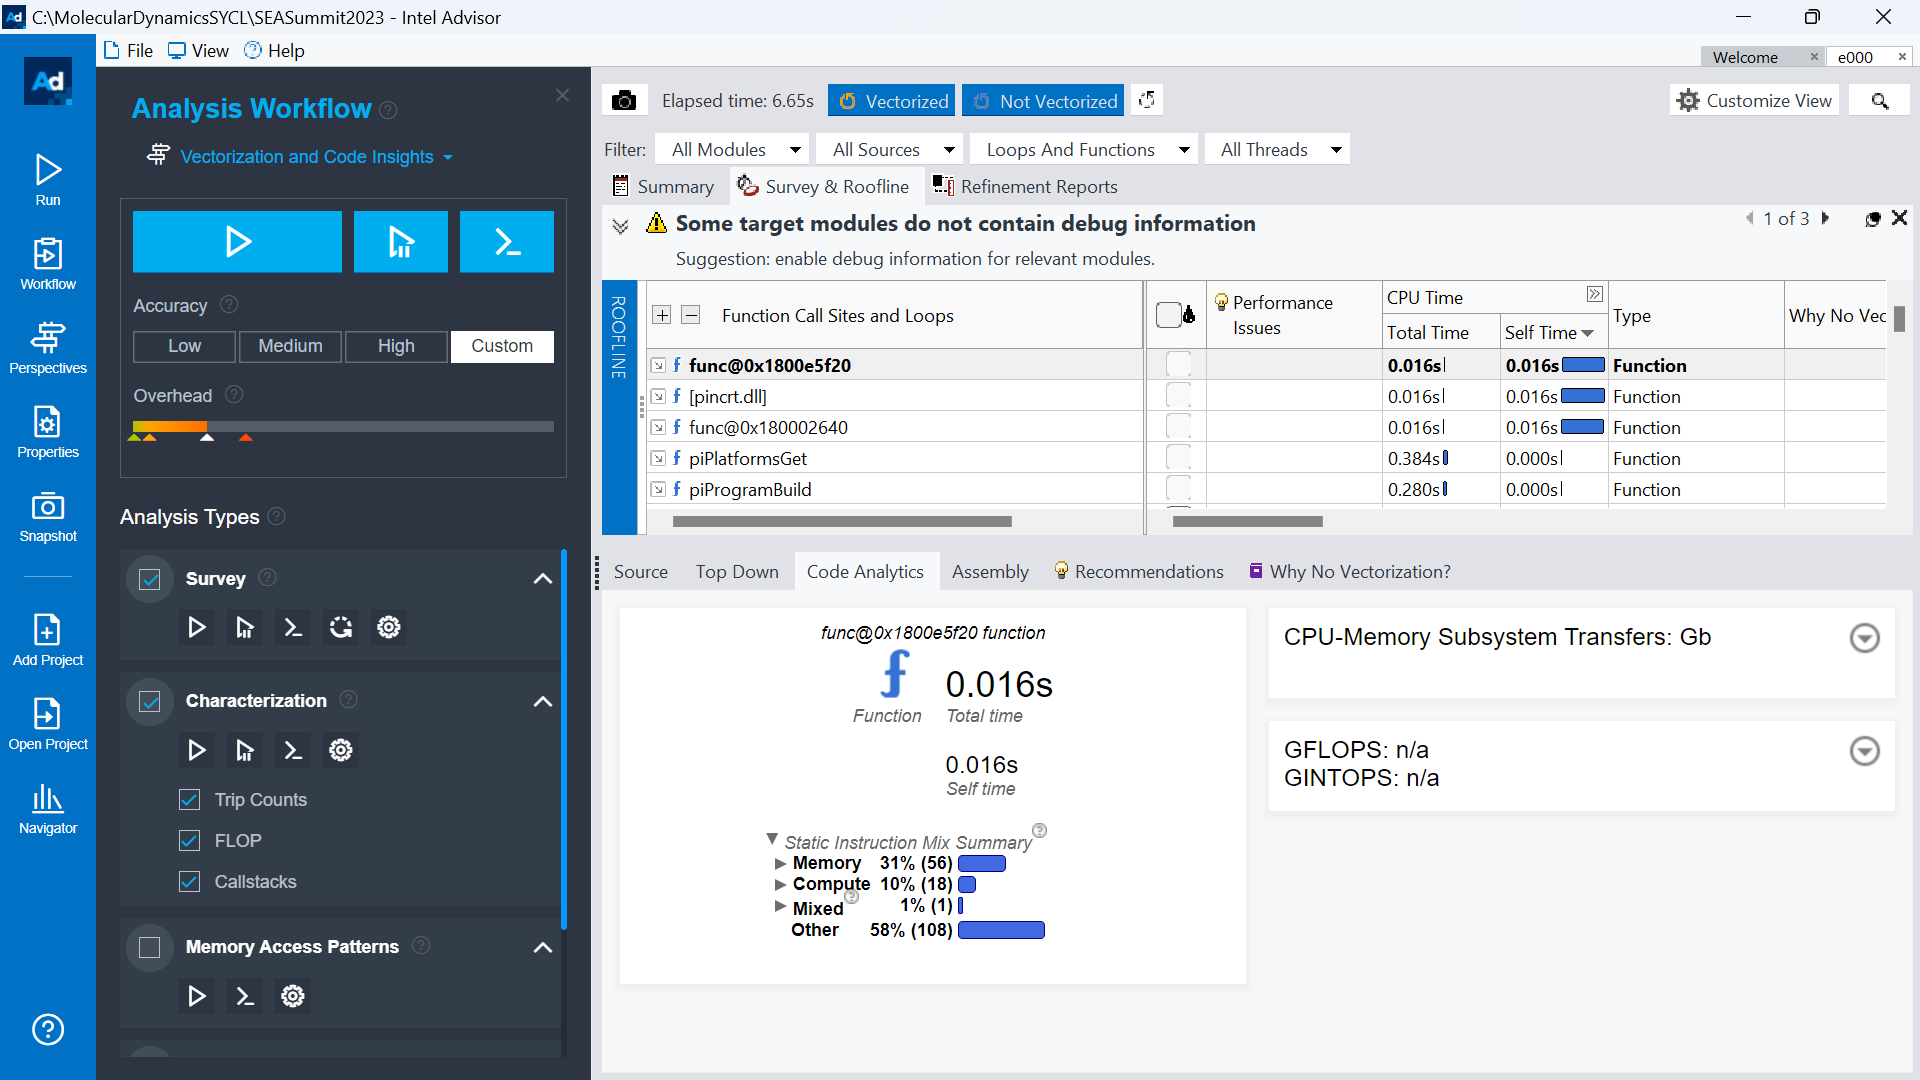 Ad C:\MolecularDynamicsSYCL\SEASummit2023 - Intel Advisor
File View Help
Welcome e000
Ad
Run
Workflow
Perspectives
Properties
Snapshot
Add Project
Open Project
Navigator
Analysis Workflow
Vectorization and Code Insights
Accuracy
Low Medium High Custom
Overhead
Analysis Types
Survey
Characterization
Trip Counts
FLOP
Callstacks
Memory Access Patterns
Elapsed time: 6.65s Vectorized Not Vectorized Customize View
Filter: All Modules All Sources Loops And Functions All Threads
Summary Survey & Roofline Refinement Reports
Some target modules do not contain debug information 1 of 3
Suggestion: enable debug information for relevant modules.
ROOFLINE
Function Call Sites and Loops Performance Issues CPU Time Type Why No Vec
Total Time Self Time
func@0x1800e5f20 0.016s 0.016s Function
[pincrt.dll] 0.016s 0.016s Function
func@0x180002640 0.016s 0.016s Function
piPlatformsGet 0.384s 0.000s Function
piProgramBuild 0.280s 0.000s Function
Source Top Down Code Analytics Assembly Recommendations Why No Vectorization?
func@0x1800e5f20 function
0.016s
Function Total time
0.016s
Self time
Static Instruction Mix Summary
Memory 31% (56)
Compute 10% (18)
Mixed 1% (1)
Other 58% (108)
CPU-Memory Subsystem Transfers: Gb
GFLOPS: n/a
GINTOPS: n/a